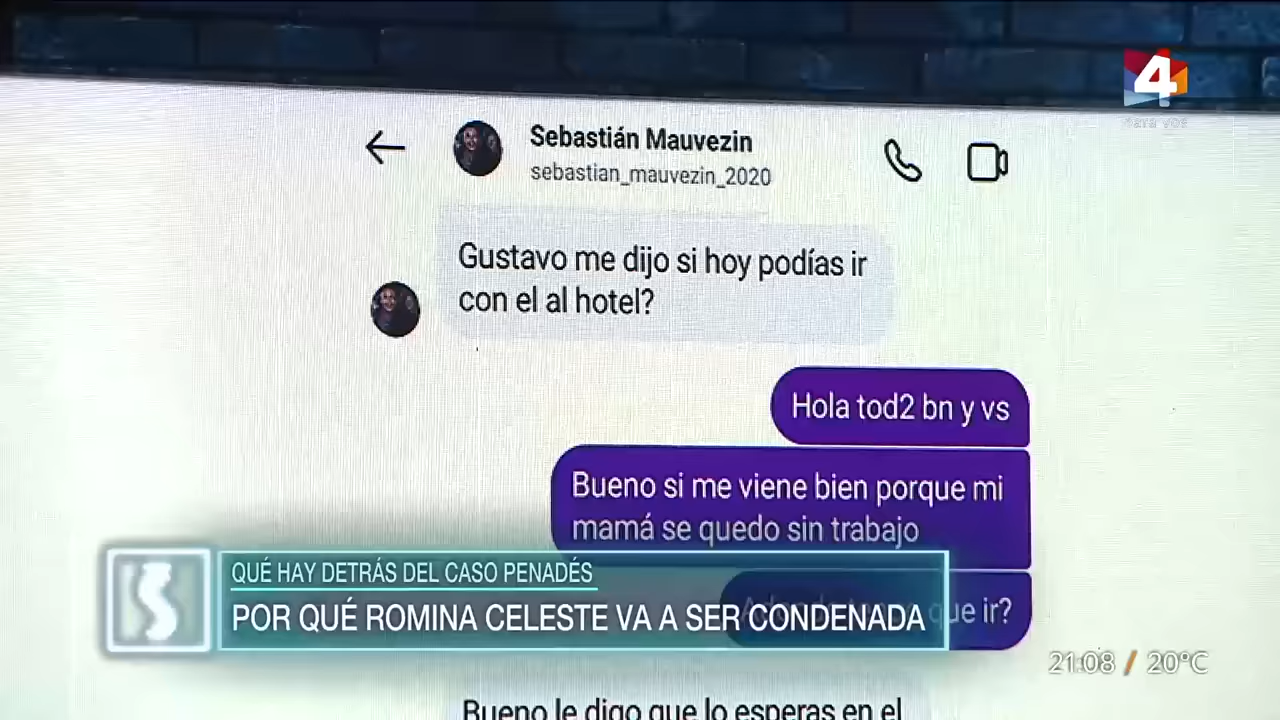 4
Sebastián Mauvezin
sebastian_mauvezin_2020
Gustavo me dijo si hoy podías ir
con el al hotel?
Hola tod2 bn y vs
Bueno si me viene bien porque mi
mamá se quedo sin trabajo
que ir?
QUÉ HAY DETRÁS DEL CASO PENADÉS
POR QUÉ ROMINA CELESTE VA A SER CONDENADA
21:08 / 20°C
Bueno le digo que lo esperas en el